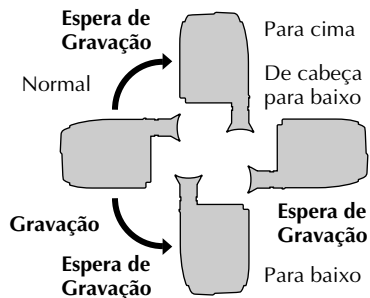 Espera de
Gravação
Para cima
Normal
De cabeça
para baixo
Gravação
Espera de
Gravação
Espera de
Gravação
Para baixo